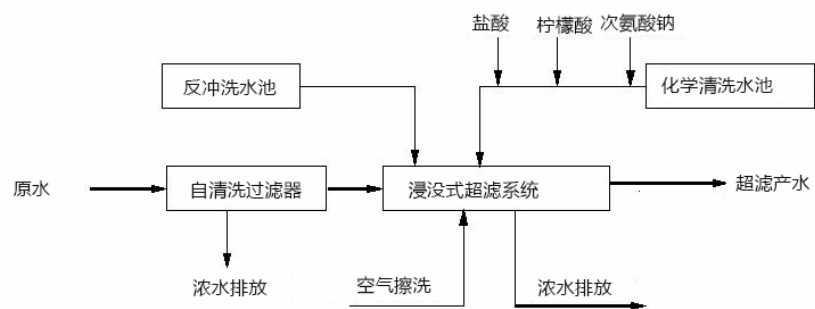 盐酸
柠檬酸
次氨酸钠
反冲洗水池
化学清洗水池
原水
自清洗过滤器
浸没式超滤系统
超滤产水
浓水排放
空气擦洗
浓水排放